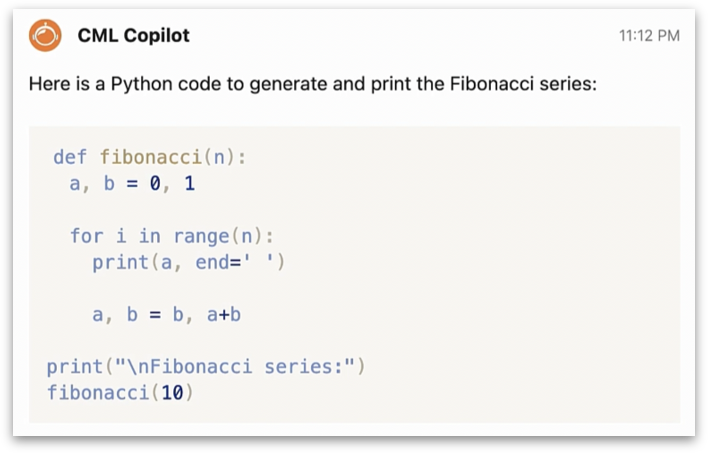 CML Copilot
11:12 PM
Here is a Python code to generate and print the Fibonacci series:
def fibonacci(n):
a, b = 0, 1
for i in range(n):
print(a, end=' ')
a, b = b, a+b
print("\nFibonacci series:")
fibonacci(10)